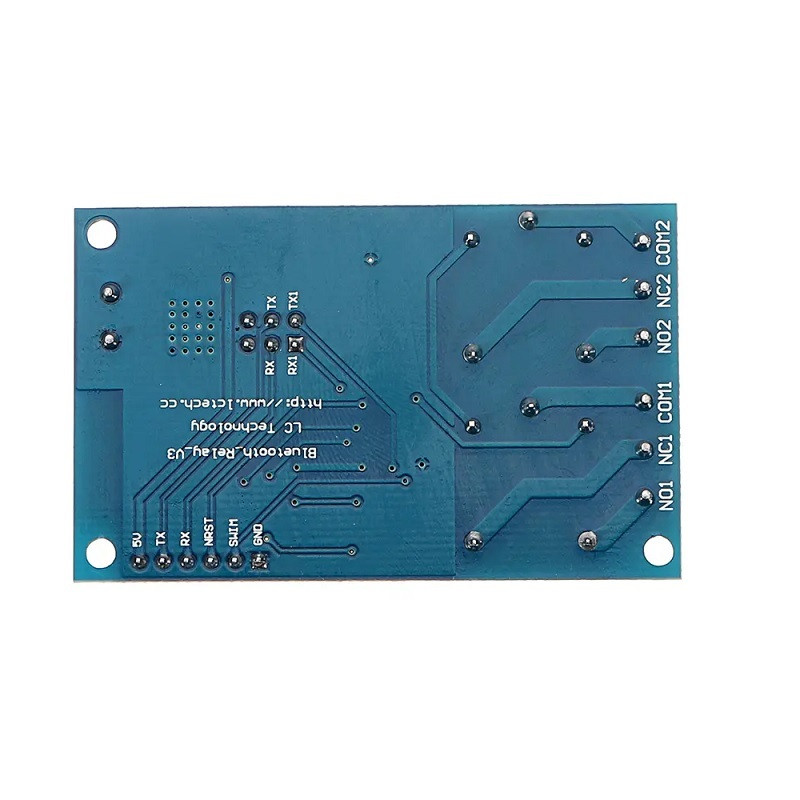 COM2
NC2
NO2
COM1
NC1
NO1
TX
TX1
RX
RX1
Bluetooth_Relay_V3
LC Technology
http://www.lctech.cc
5V
TX
RX
NRST
SWIM
GND